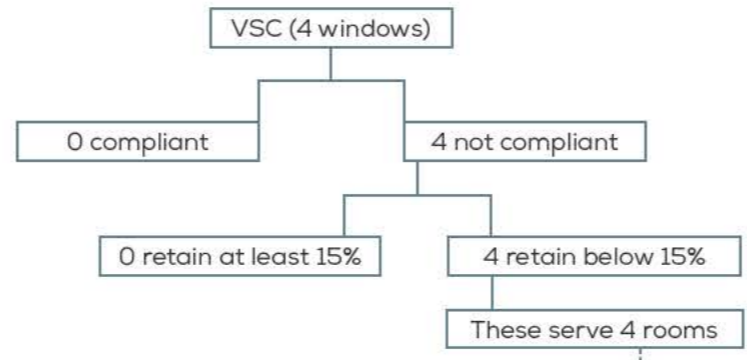 VSC (4 windows)
0 compliant
4 not compliant
0 retain at least 15%
4 retain below 15%
These serve 4 rooms